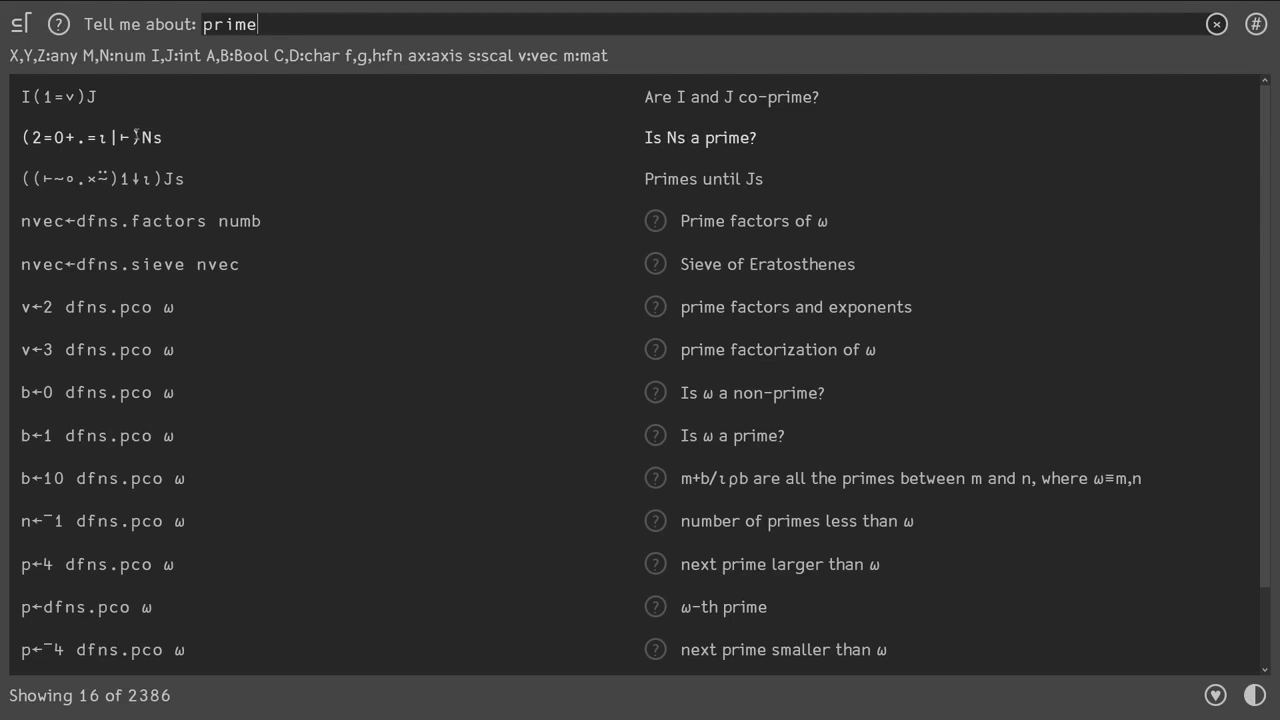 Tell me about: prime
X,Y,Z:any M,N:num I,J:int A,B:Bool C,D:char f,g,h:fn ax:axis s:scal v:vec m:mat
I(1=∨)J Are I and J co-prime?
(2=0+.=⍳|⊢)Ns Is Ns a prime?
((⊢~∘.×⍨)1↓⍳)Js Primes until Js
nvec←dfns.factors numb ? Prime factors of ⍵
nvec←dfns.sieve nvec ? Sieve of Eratosthenes
v←2 dfns.pco ⍵ ? prime factors and exponents
v←3 dfns.pco ⍵ ? prime factorization of ⍵
b←0 dfns.pco ⍵ ? Is ⍵ a non-prime?
b←1 dfns.pco ⍵ ? Is ⍵ a prime?
b←10 dfns.pco ⍵ ? m+b/⍳⍴b are all the primes between m and n, where ⍵≡m,n
n←¯1 dfns.pco ⍵ ? number of primes less than ⍵
p←4 dfns.pco ⍵ ? next prime larger than ⍵
p←dfns.pco ⍵ ? ⍵-th prime
p←¯4 dfns.pco ⍵ ? next prime smaller than ⍵
Showing 16 of 2386